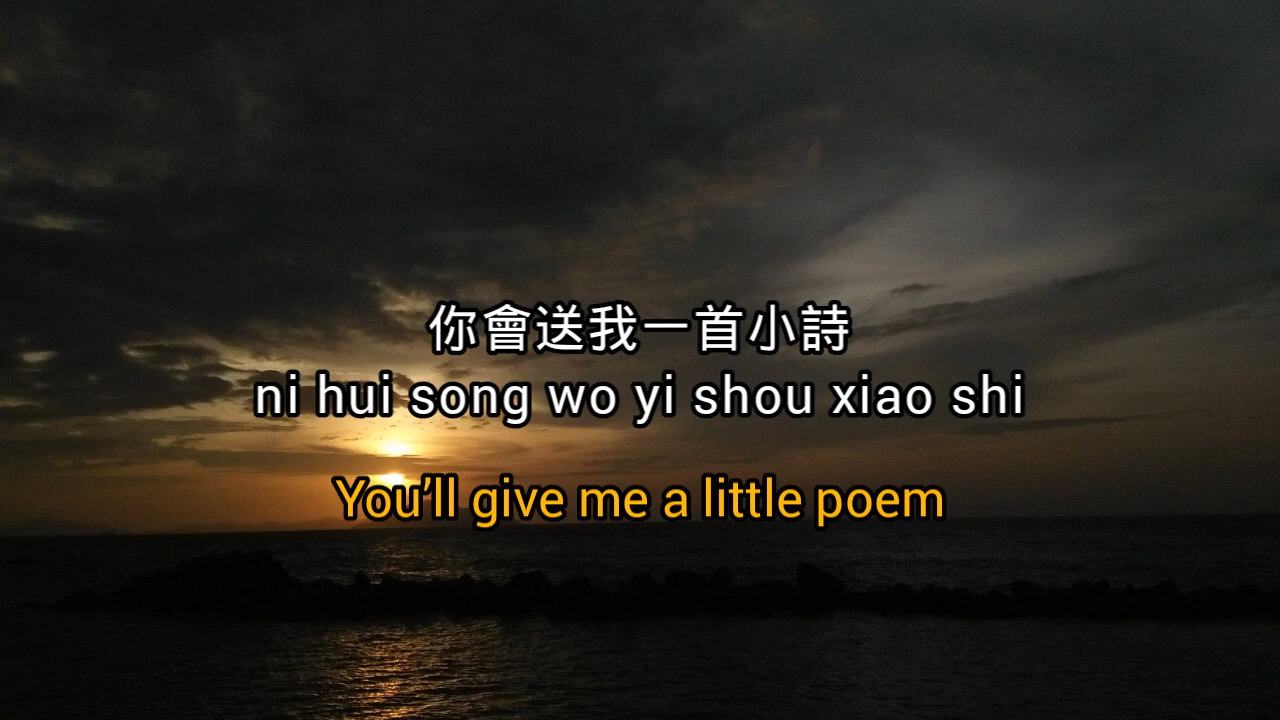 你會送我一首小詩
ni hui song wo yi shou xiao shi
You’ll give me a little poem